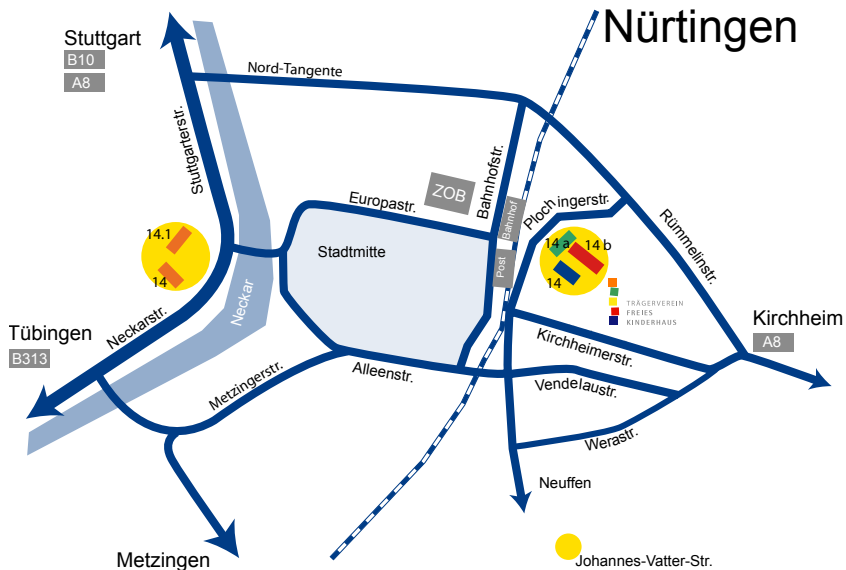 Nürtingen
Stuttgart
B10
A8
Nord-Tangente
Stuttgarterstr.
ZOB
Bahnhofstr.
Bahnhof
Plochingerstr.
Europastr.
Rümmelinstr.
14.1
14
Stadtmitte
Post
14 a
14 b
14
Neckar
TRÄGERVEREIN
FREIES
KINDERHAUS
Tübingen
B313
Neckarstr.
Kirchheim
A8
Kirchheimerstr.
Metzingerstr.
Alleenstr.
Vendelaustr.
Werastr.
Neuffen
Metzingen
Johannes-Vatter-Str.